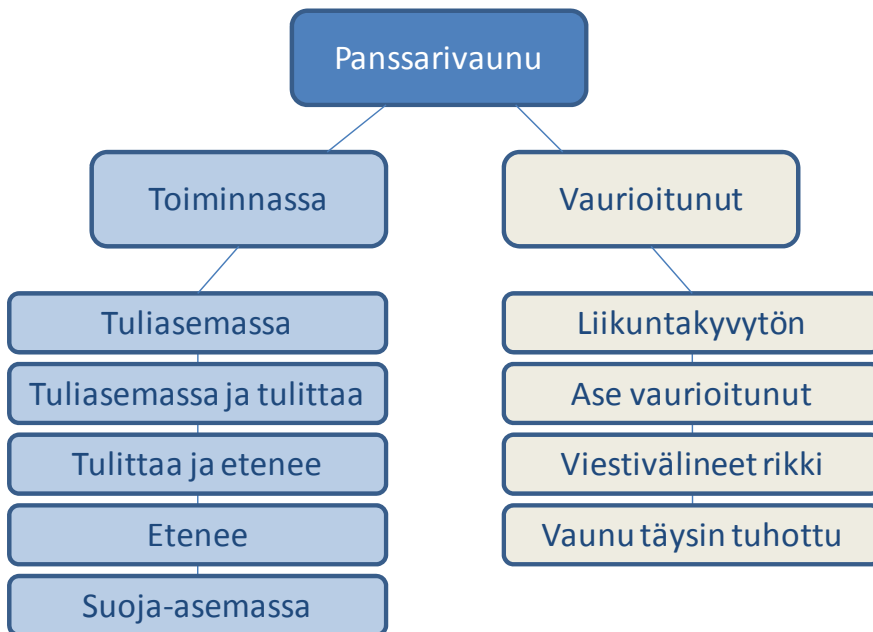 Panssarivaunu
Toiminnassa
Vaurioitunut
Tuliasemassa
Tuliasemassa ja tulittaa
Tulittaa ja etenee
Etenee
Suoja-asemassa
Liikuntakyvytön
Ase vaurioitunut
Viestivälineet rikki
Vaunu täysin tuhottu